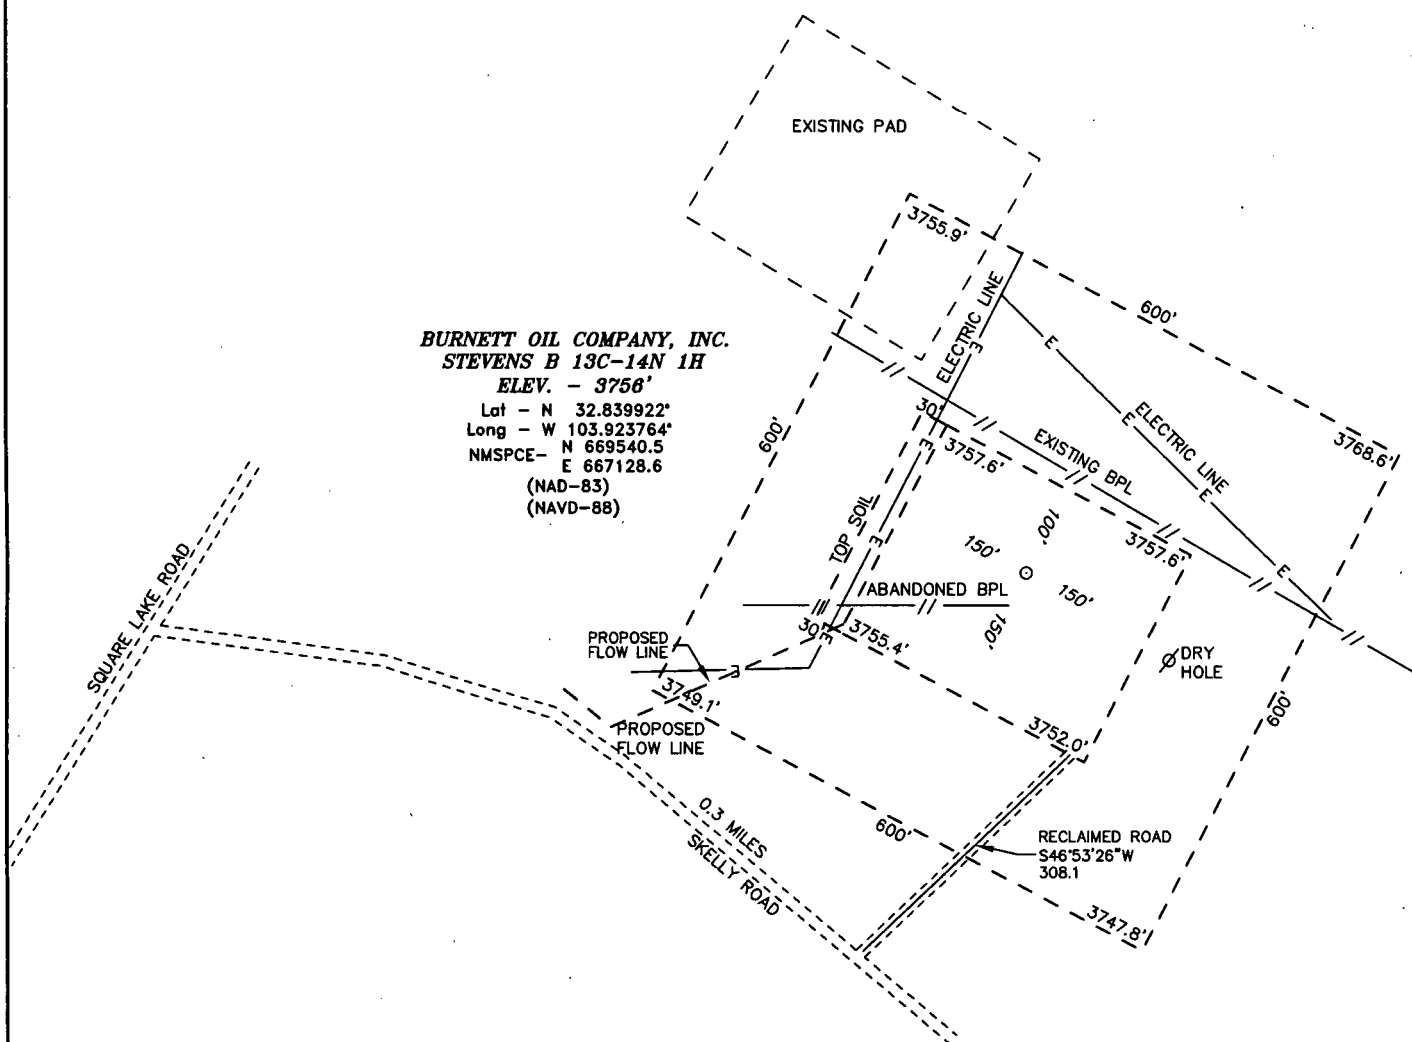 EXISTING PAD
3755.9'
600'
ELECTRIC LINE
BURNETT OIL COMPANY, INC.
STEVENS B 13C-14N 1H
ELEV. - 3756'
Lat - N 32.839922°
Long - W 103.923764°
NMSPCE- N 669540.5
E 667128.6
(NAD-83)
(NAVD-88)
600'
30'
3757.6'
EXISTING BPL
ELECTRIC LINE
3768.6'
TOP SOIL
100'
150'
3757.6'
150'
ABANDONED BPL
150'
30'
3755.4'
SQUARE LAKE ROAD
PROPOSED
FLOW LINE
DRY
HOLE
3749.1'
600'
PROPOSED
FLOW LINE
3752.0'
0.3 MILES
SKELLY ROAD
600'
RECLAIMED ROAD
S46°53'26"W
308.1
3747.8'
E
E
E
E
E
E
E
E
E
E